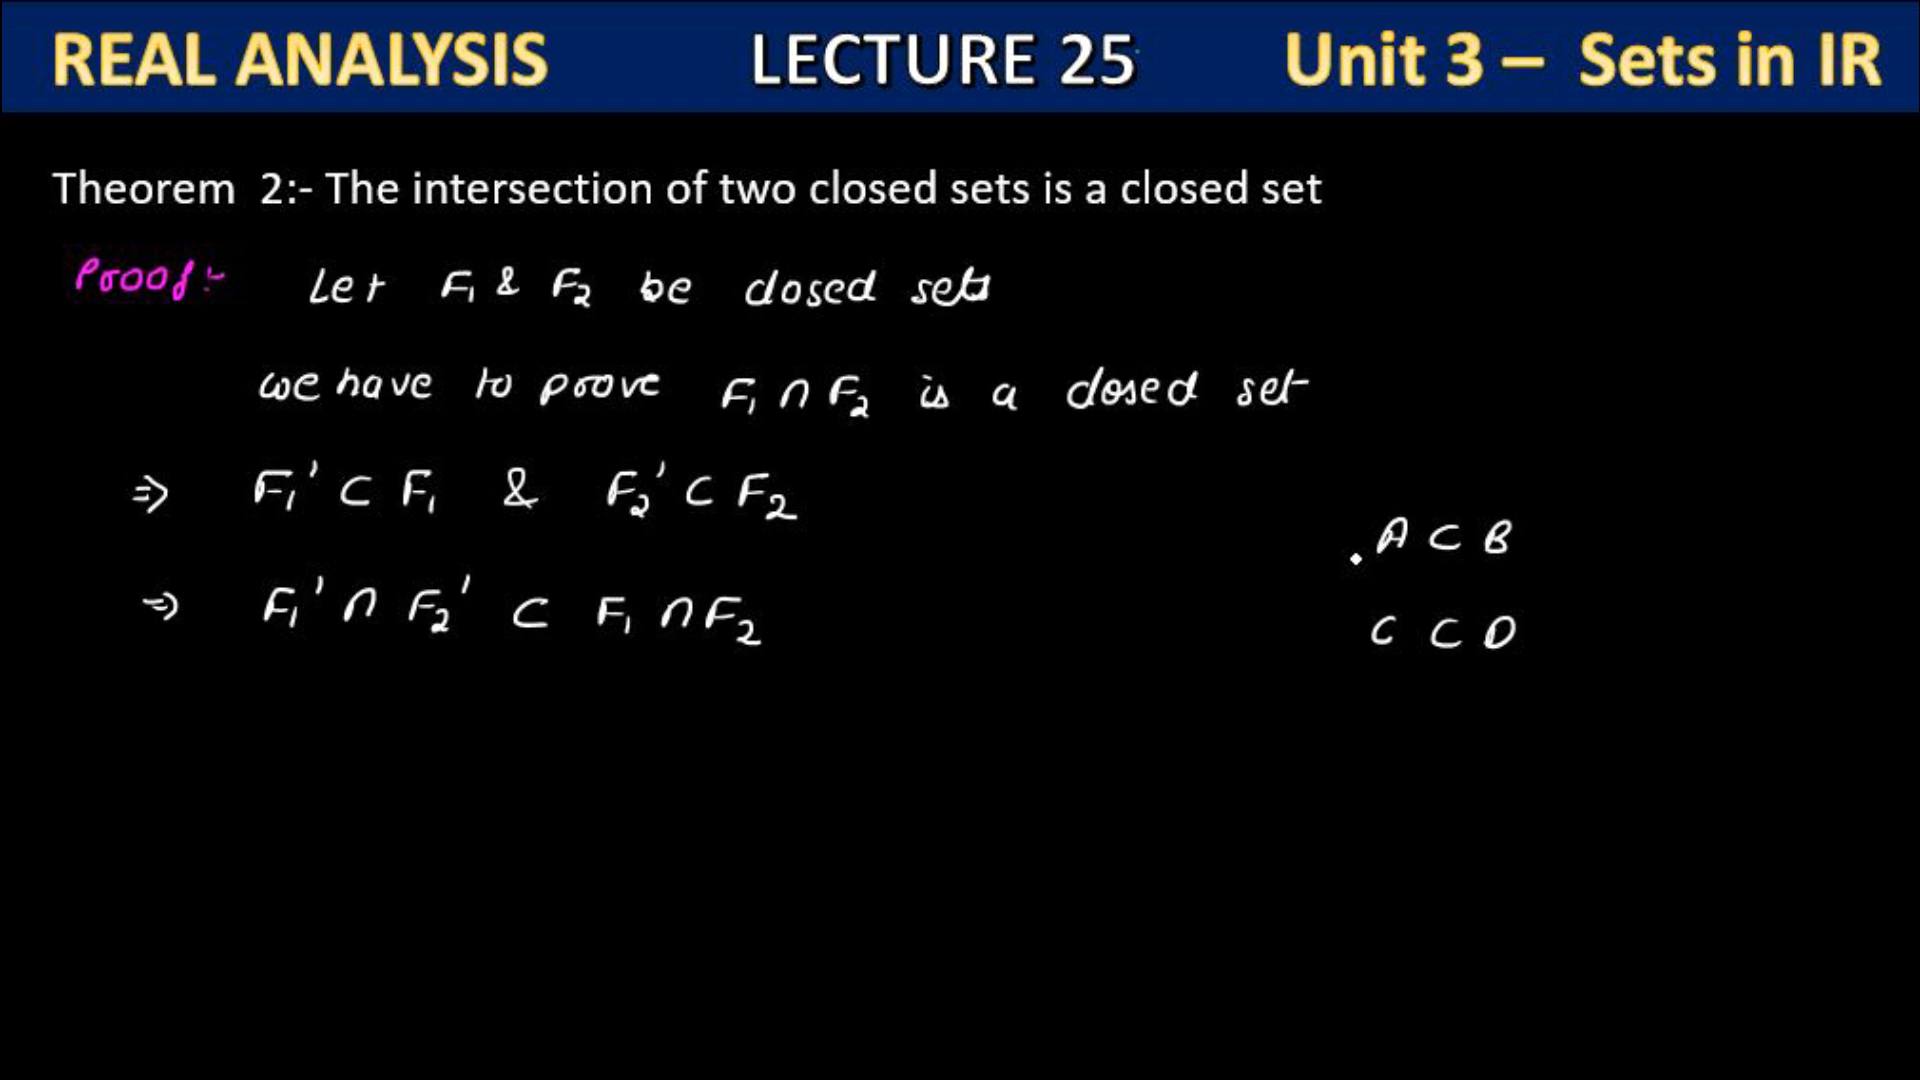 REAL ANALYSIS LECTURE 25 Unit 3 – Sets in IR
Theorem 2:- The intersection of two closed sets is a closed set
Proof:- Let F₁ & F₂ be closed sets
we have to prove F₁ ∩ F₂ is a closed set
⇒ F₁' ⊂ F₁ & F₂' ⊂ F₂
A ⊂ B
⇒ F₁' ∩ F₂' ⊂ F₁ ∩ F₂
C ⊂ D